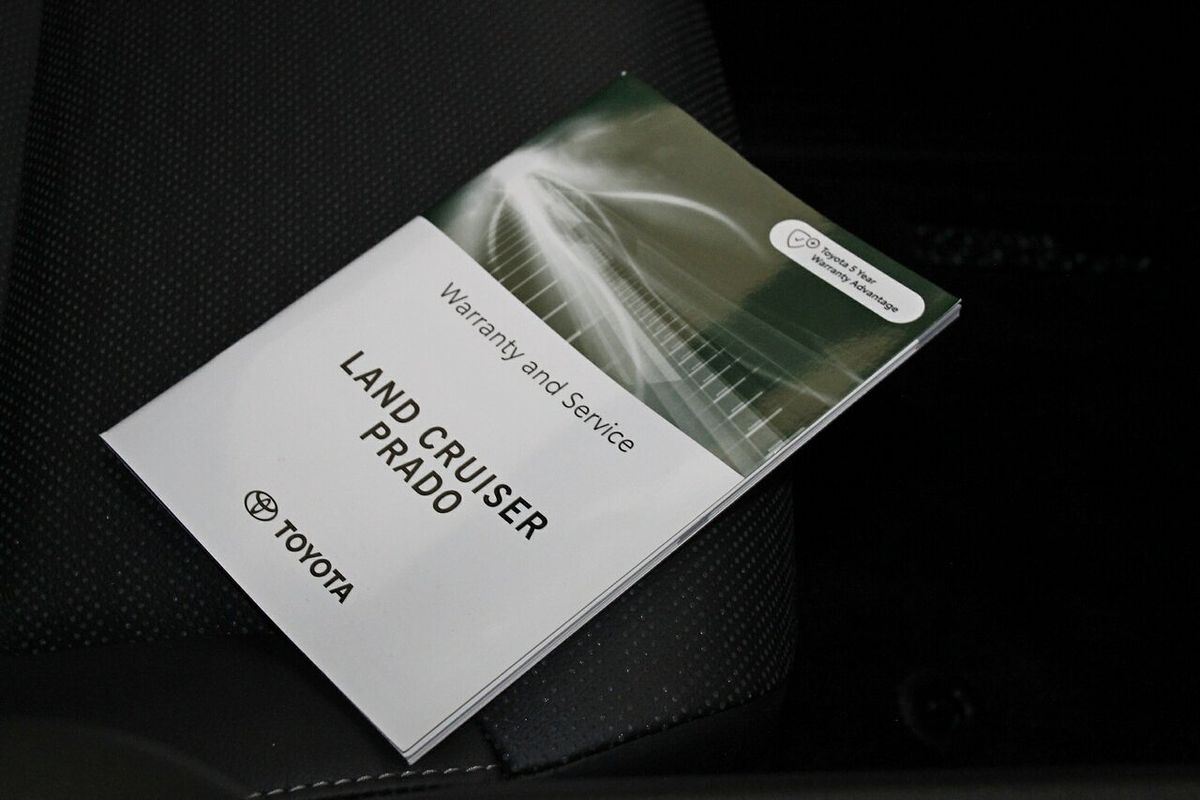 Toyota 5 Year
Warranty Advantage
Warranty and Service
LAND CRUISER
PRADO
TOYOTA